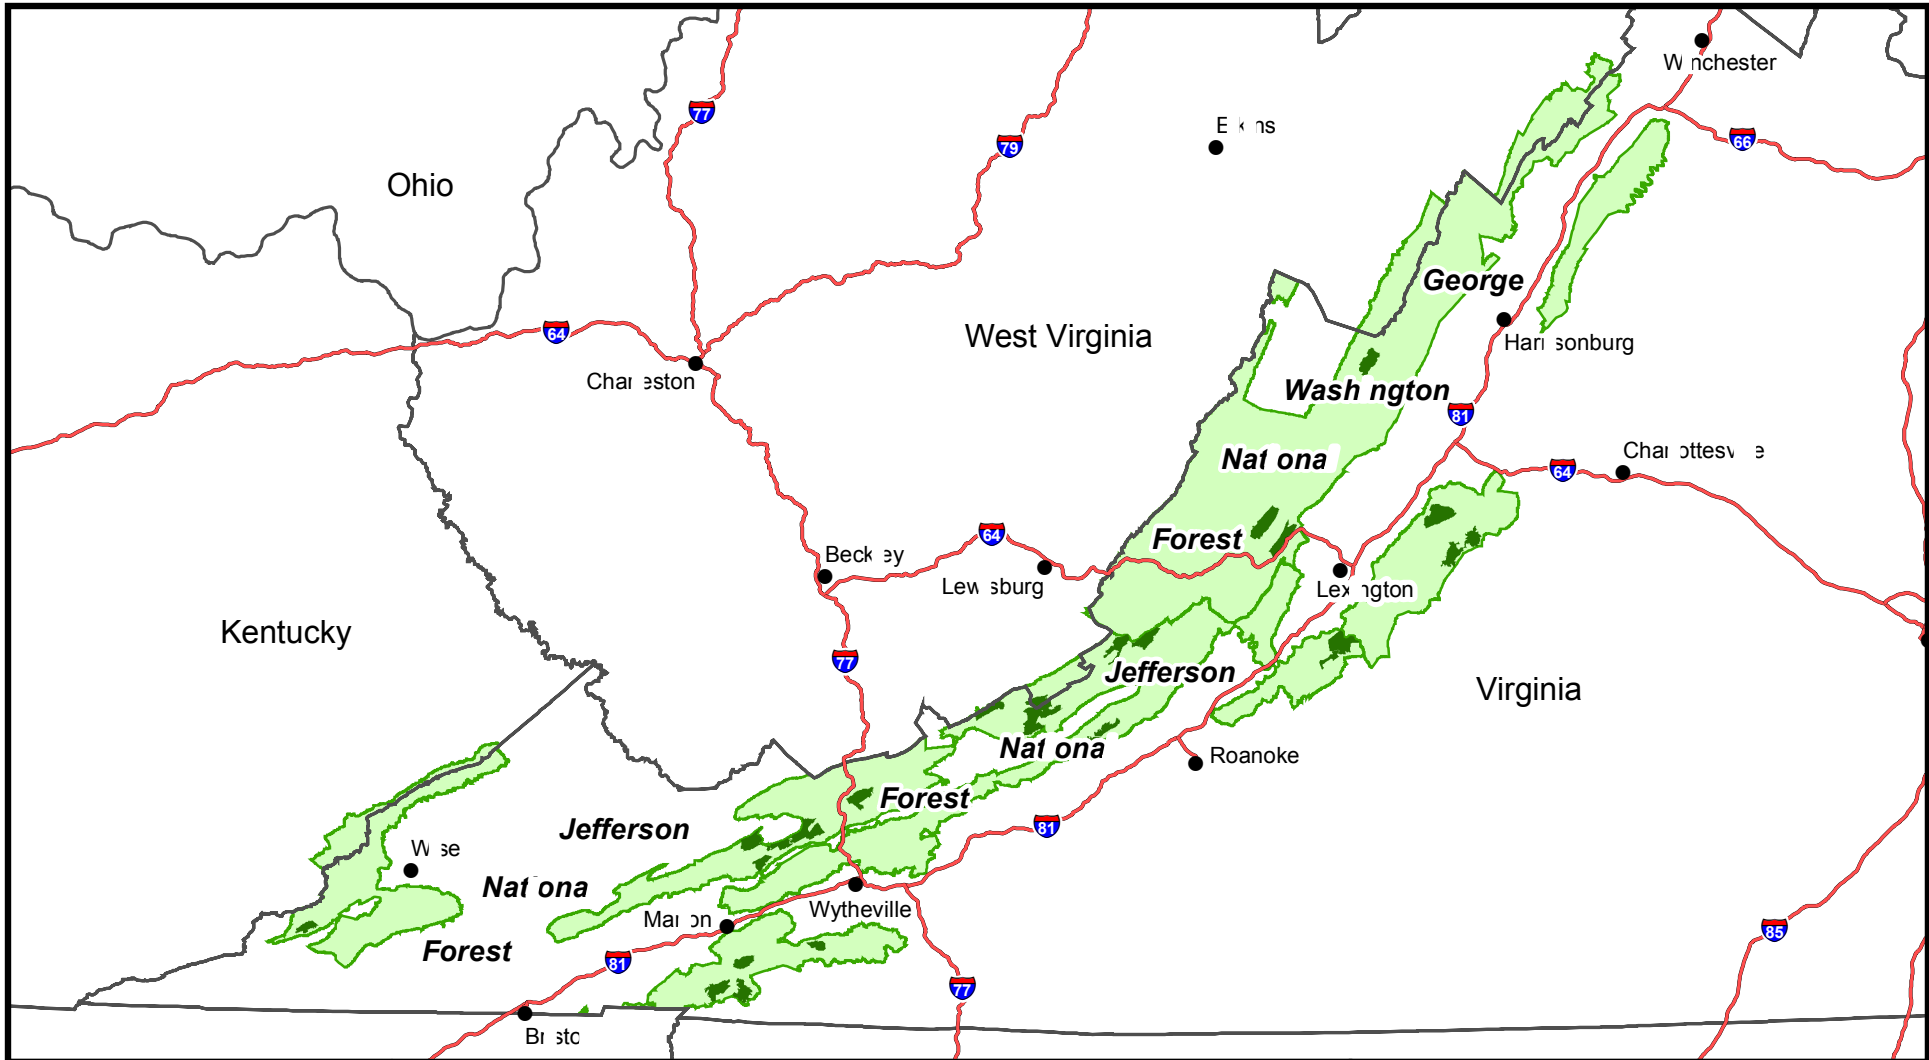 Winchester
77
Elkins
66
79
Ohio
George
64
Harrisonburg
West Virginia
Charleston
Washington
81
Charlottesville
National
64
64
Forest
Beckley
Lewisburg
Lexington
Kentucky
77
Jefferson
Virginia
National
Roanoke
Forest
Jefferson
81
Wise
National
Marion
Wytheville
Forest
81
85
77
Bristol